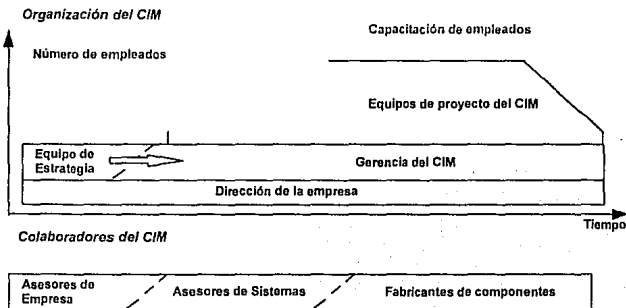 Organización del CIM
Capacitación de empleados
Número de empleados
Equipos de proyecto del CIM
Equipo de
Estrategia
Gerencia del CIM
Dirección de la empresa
Tiempo
Colaboradores del CIM
Asesores de
Empresa
Asesores de Sistemas
Fabricantes de componentes